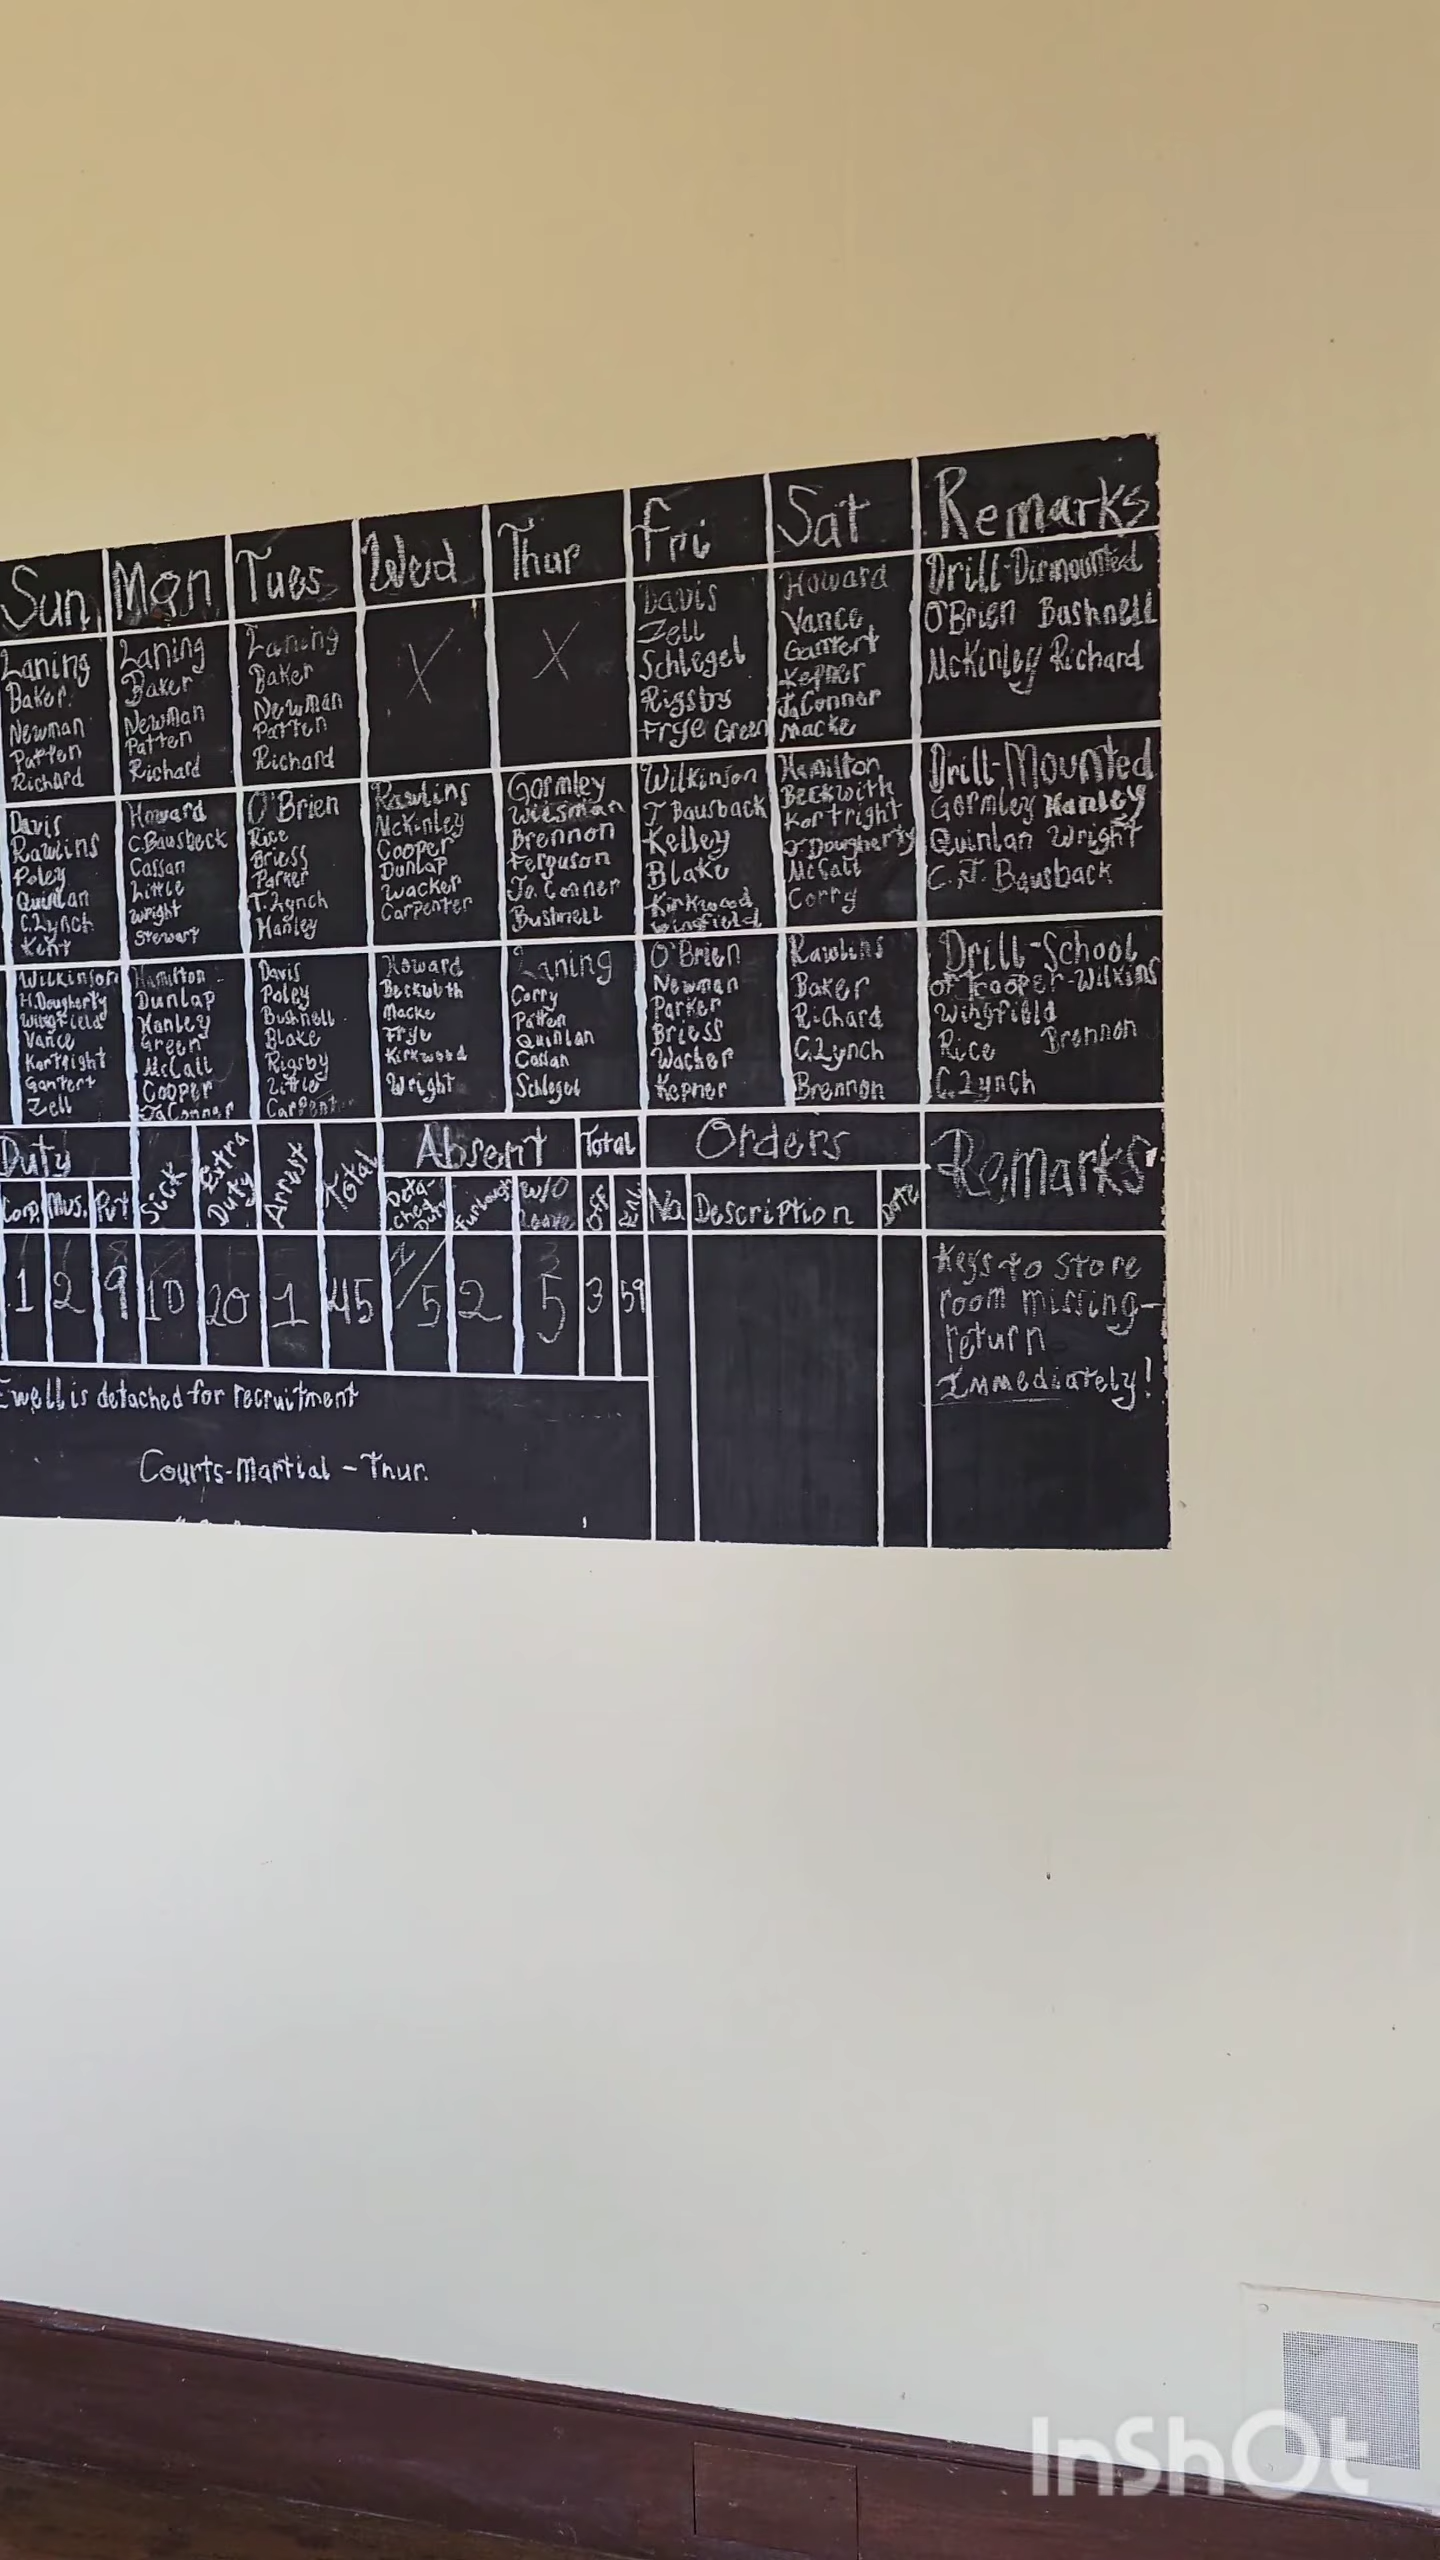 Sun Mon Tues Wed Thur Fri Sat Remarks
Laning
Baker
Newman
Patten
Richard
Laning
Baker
Newman
Patten
Richard
Laning
Baker
Newman
Patten
Richard
X
X
Davis
Zell
Schlegel
Rigsby
Frye Green
Howard
Vance
Gantert
Kepner
Jo Connor
Macke
Drill-Dismounted
O'Brien Bushnell
McKinley Richard
Davis
Rawlins
Poley
Quinlan
C.Lynch
Kent
Howard
C.Bausbeck
Cassan
Little
Wright
Stewart
O'Brien
Rice
Briess
Parker
T.Lynch
Hanley
Rawlins
McKinley
Cooper
Dunlap
Wacker
Carpenter
Gormley
Wiesman
Brennon
Ferguson
Jo. Conner
Bushnell
Wilkinson
J Bausback
Kelley
Blake
Kirkwood
Wingfield
Hamilton
Beckwith
Kortright
J.Dougherty
McCall
Corry
Drill-Mounted
Gormley Hanley
Quinlan Wright
C.J. Bausback
Wilkinson
H.Dougherty
Wingfield
Vance
Kortright
Gantert
Zell
Hamilton
Dunlap
Hanley
Green
McCall
Cooper
Jo Connor
Davis
Poley
Bushnell
Blake
Rigsby
Little
Carpenter
Howard
Beckwith
Macke
Frye
Kirkwood
Wright
Laning
Corry
Patten
Quinlan
Cassan
Schlegel
O'Brien
Newman
Parker
Briess
Wacher
Kepner
Rawlins
Baker
Richard
C.Lynch
Brennon
Drill-School
of Trooper-Wilkins
Wingfield
Rice Brennon
C.Lynch
Duty Sick Extra Duty Arrest Total Absent Total Orders Remarks
Corp. Mus. Pvt Deta-ched Duty Furlough W/O Leave Off Enl. No. Description Date
1 2 9 10 20 1 45 1/5 2 5 3 59
Keys to store
room missing-
return
Immediately!
Ewell is detached for recruitment
Courts-Martial - Thur.
InShOt